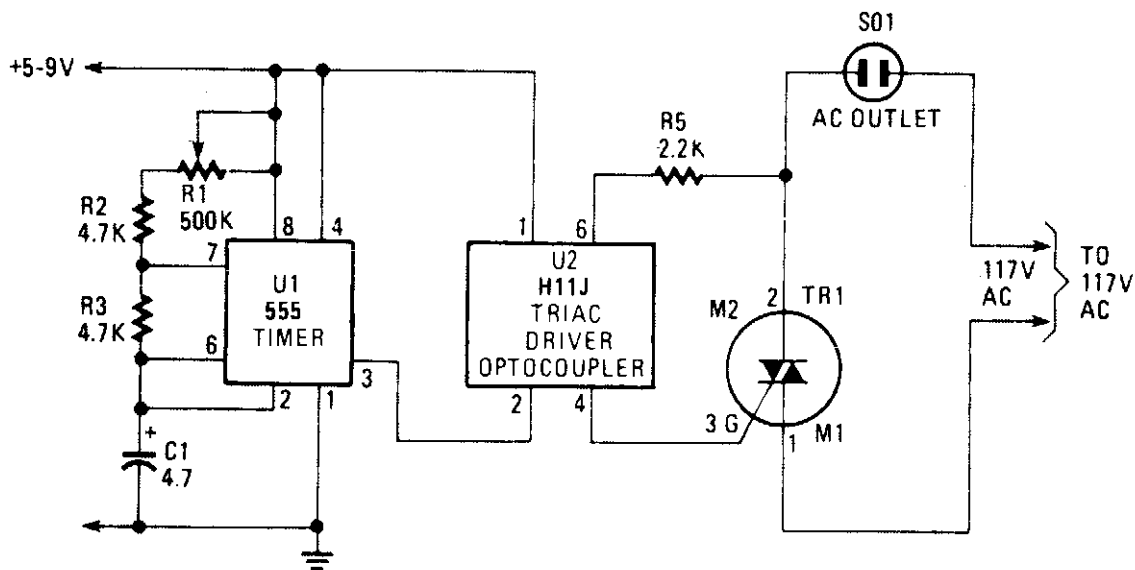 S01
AC OUTLET
+5-9V
R5
2.2K
R1
500K
R2
4.7K
8
4
7
U1
555
TIMER
R3
4.7K
6
3
2
1
C1
4.7
+
1
6
U2
H11J
TRIAC
DRIVER
OPTOCOUPLER
2
4
M2
2
TR1
3 G
1
M1
117V
AC
TO
117V
AC